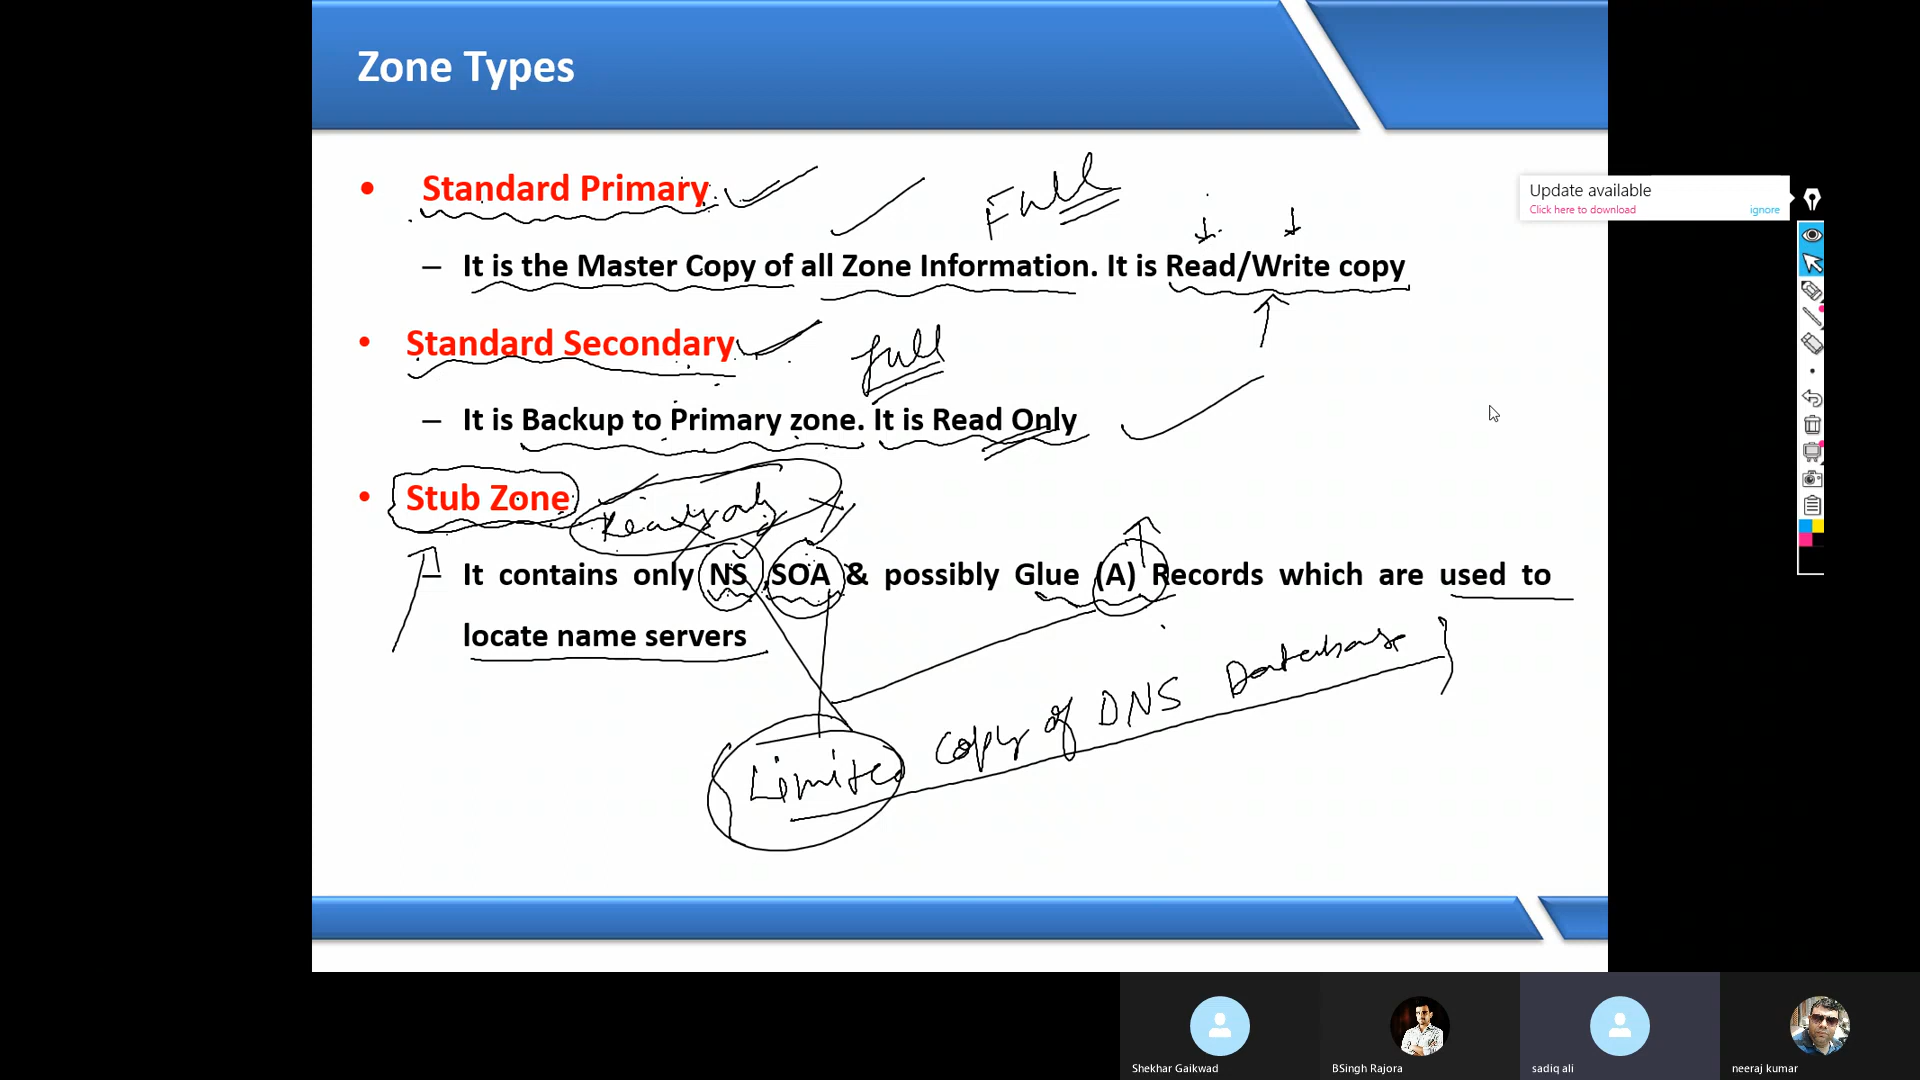 Zone Types
• Standard Primary
Full
– It is the Master Copy of all Zone Information. It is Read/Write copy
• Standard Secondary
full
– It is Backup to Primary zone. It is Read Only
• Stub Zone
Read only
– It contains only NS ,SOA & possibly Glue (A) Records which are used to
locate name servers
Limited copy of DNS Database
Update available
Click here to download ignore
Shekhar Gaikwad
BSingh Rajora
sadiq ali
neeraj kumar